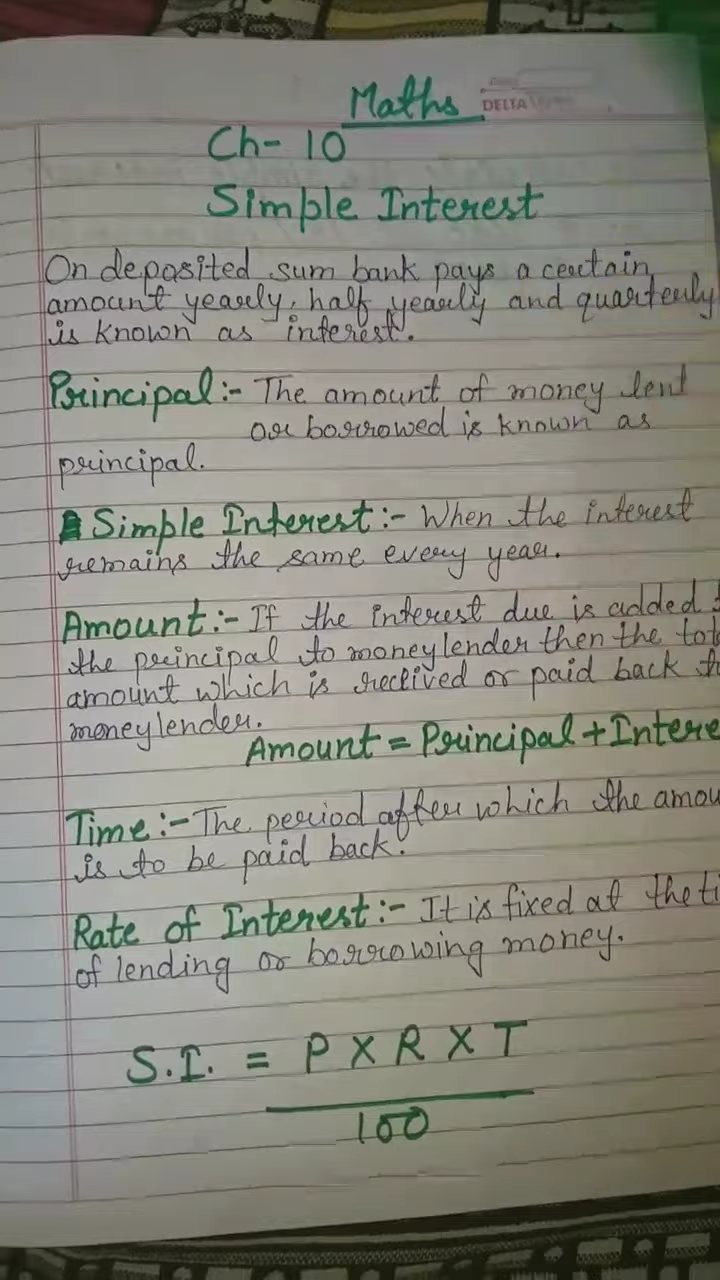 Maths
DELTA
Ch- 10
Simple Interest
On deposited sum bank pays a certain
amount yearly, half yearly and quarterly
is known as interest.
Principal:- The amount of money lent
or borrowed is known as
principal.
Simple Interest:- When the interest
remains the same every year.
Amount:- If the interest due is added
the principal to moneylender then the tot
amount which is received or paid back
moneylender.
Amount = Principal + Intere
Time:- The period after which the amou
is to be paid back.
Rate of Interest:- It is fixed at the ti
of lending or borrowing money.
S.I. = P X R X T
100